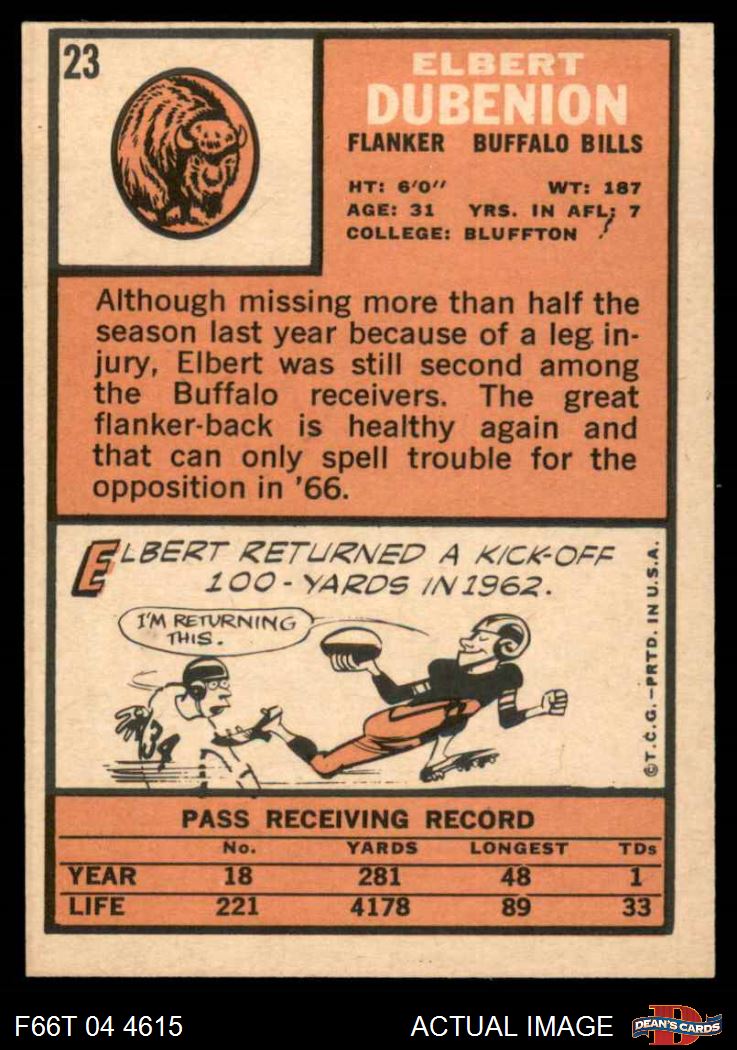 23
ELBERT
DUBENION
FLANKER BUFFALO BILLS
HT: 6'0" WT: 187
AGE: 31 YRS. IN AFL: 7
COLLEGE: BLUFFTON
Although missing more than half the
season last year because of a leg in-
jury, Elbert was still second among
the Buffalo receivers. The great
flanker-back is healthy again and
that can only spell trouble for the
opposition in '66.
ELBERT RETURNED A KICK-OFF
100-YARDS IN 1962.
I'M RETURNING
THIS.
34
©T.C.G.—PRTD. IN U.S.A.
PASS RECEIVING RECORD
No. YARDS LONGEST TDs
YEAR 18 281 48 1
LIFE 221 4178 89 33
F66T 04 4615 ACTUAL IMAGE
D
DEAN'S CARDS